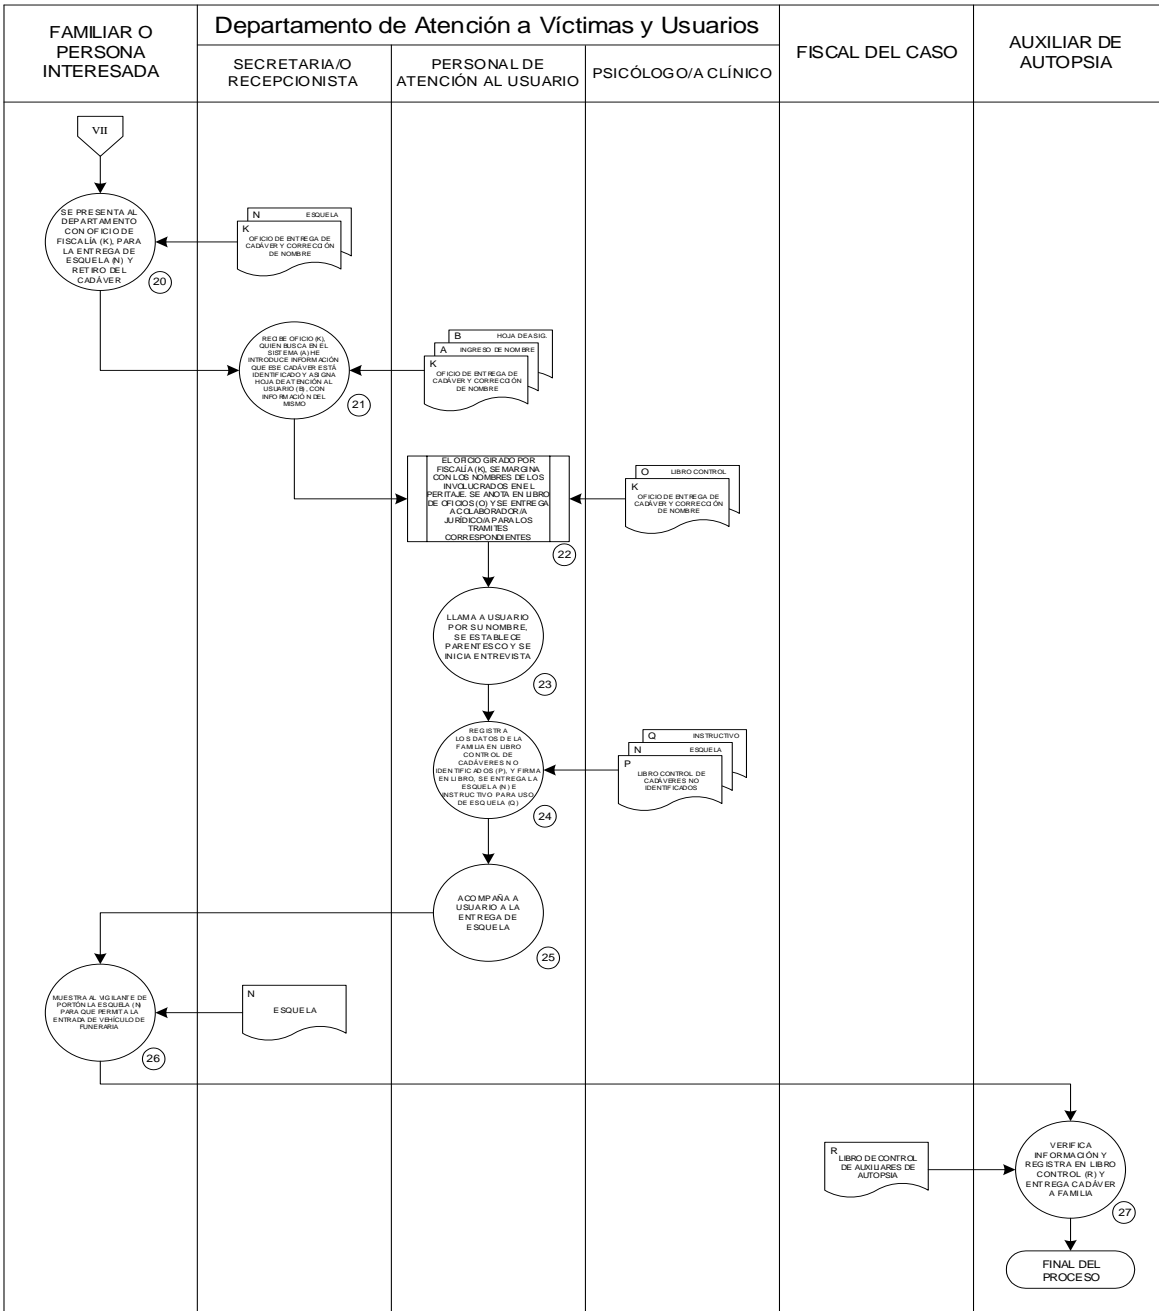 FAMILIAR O
PERSONA
INTERESADA
Departamento de Atención a Víctimas y Usuarios
SECRETARIA/O
RECEPCIONISTA
PERSONAL DE
ATENCIÓN AL USUARIO
PSICÓLOGO/A CLÍNICO
FISCAL DEL CASO
AUXILIAR DE
AUTOPSIA
VII
SE PRESENTA AL
DEPARTAMENTO
CON OFICIO DE
FISCALÍA (K), PARA
LA ENTREGA DE
ESQUELA (N) Y
RETIRO DEL
CADÁVER
20
N ESQUELA
K
OFICIO DE ENTREGA DE
CADÁVER Y CORRECCIÓN
DE NOMBRE
RECIBE OFICIO (K),
QUIEN BUSCA EN EL
SISTEMA (A) HE
INTRODUCE INFORMACIÓN
QUE ESE CADÁVER ESTÁ
IDENTIFICADO Y ASIGNA
HOJA DE ATENCIÓN AL
USUARIO (B), CON
INFORMACIÓN DEL
MISMO
21
B HOJA DE ASIG.
A INGRESO DE NOMBRE
K
OFICIO DE ENTREGA DE
CADÁVER Y CORRECCIÓN
DE NOMBRE
EL OFICIO GIRADO POR
FISCALÍA (K), SE MARGINA
CON LOS NOMBRES DE LOS
INVOLUCRADOS EN EL
PERITAJE. SE ANOTA EN LIBRO
DE OFICIOS (O) Y SE ENTREGA
A COLABORADOR/A
JURÍDICO/A PARA LOS
TRAMITES
CORRESPONDIENTES
22
O LIBRO CONTROL
K
OFICIO DE ENTREGA DE
CADÁVER Y CORRECCIÓN
DE NOMBRE
LLAMA A USUARIO
POR SU NOMBRE,
SE ESTABLECE
PARENTESCO Y SE
INICIA ENTREVISTA
23
REGISTRA
LOS DATOS DE LA
FAMILIA EN LIBRO
CONTROL DE
CADÁVERES NO
IDENTIFICADOS (P), Y FIRMA
EN LIBRO, SE ENTREGA LA
ESQUELA (N) E
INSTRUCTIVO PARA USO
DE ESQUELA (Q)
24
Q INSTRUCTIVO
N ESQUELA
P
LIBRO CONTROL DE
CADÁVERES NO
IDENTIFICADOS
ACOMPAÑA A
USUARIO A LA
ENTREGA DE
ESQUELA
25
MUESTRA AL VIGILANTE DE
PORTÓN LA ESQUELA (N)
PARA QUE PERMITA LA
ENTRADA DE VEHÍCULO DE
FUNERARIA
26
N
ESQUELA
R
LIBRO DE CONTROL
DE AUXILIARES DE
AUTOPSIA
VERIFICA
INFORMACIÓN Y
REGISTRA EN LIBRO
CONTROL (R) Y
ENTREGA CADÁVER
A FAMILIA
27
FINAL DEL
PROCESO